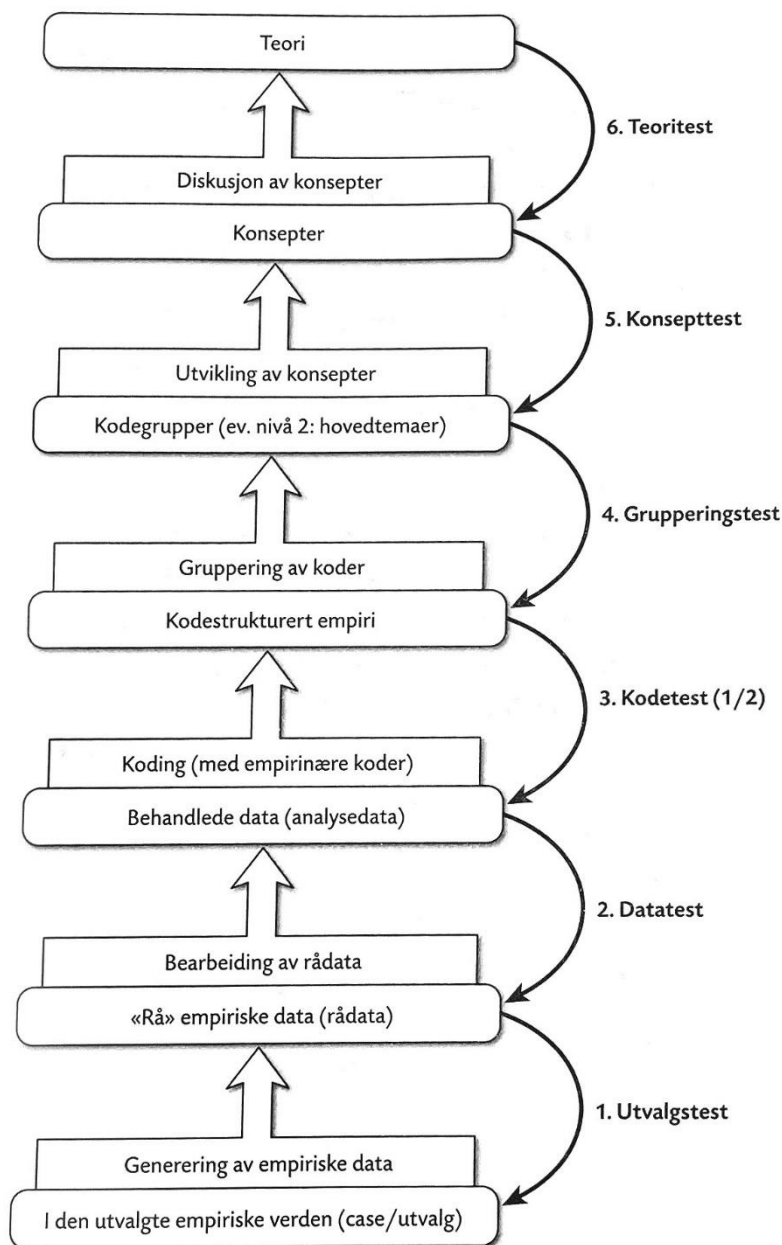 Teori
6. Teoritest
Diskusjon av konsepter
Konsepter
5. Konsepttest
Utvikling av konsepter
Kodegrupper (ev. nivå 2: hovedtemaer)
4. Grupperingstest
Gruppering av koder
Kodestrukturert empiri
3. Kodetest (1/2)
Koding (med empirinære koder)
Behandlede data (analysedata)
2. Datatest
Bearbeiding av rådata
«Rå» empiriske data (rådata)
1. Utvalgstest
Generering av empiriske data
I den utvalgte empiriske verden (case/utvalg)